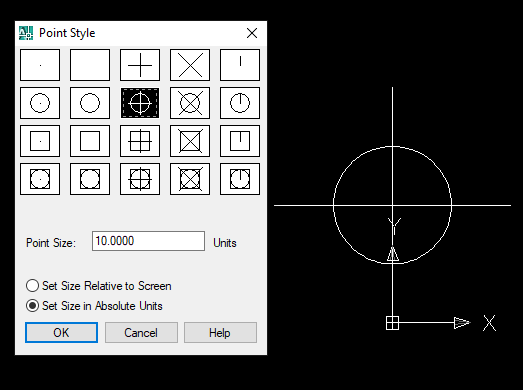 Point Style
Point Size: 10.0000 Units
Set Size Relative to Screen
Set Size in Absolute Units
OK Cancel Help
Y
X